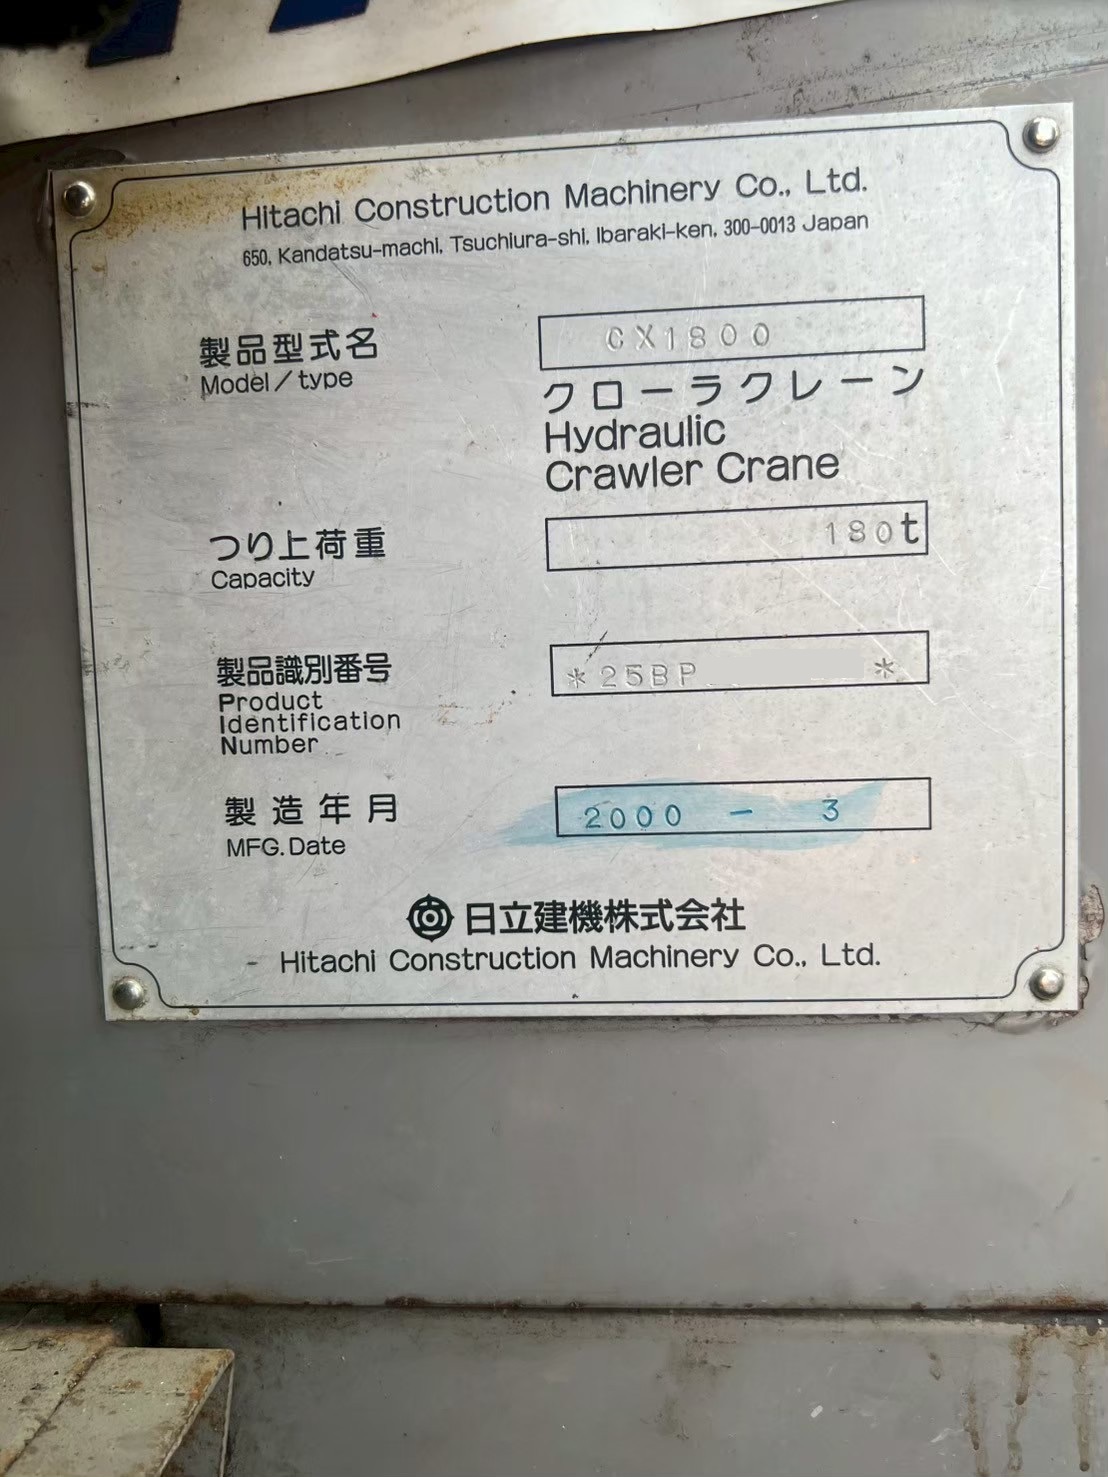 Hitachi Construction Machinery Co., Ltd.
650, Kandatsu-machi, Tsuchiura-shi, Ibaraki-ken, 300-0013 Japan
製品型式名
Model/type
CX1800
クローラクレーン
Hydraulic
Crawler Crane
つり上荷重
Capacity
180t
製品識別番号
Product
Identification
Number
*25BP *
製造年月
MFG. Date
2000 - 3
日立建機株式会社
Hitachi Construction Machinery Co., Ltd.